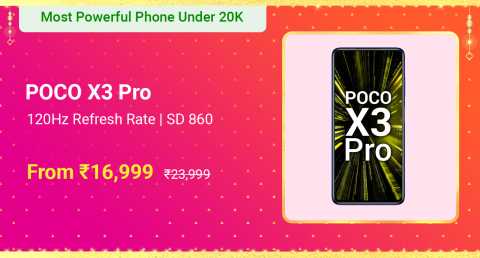 Most Powerful Phone Under 20K
POCO X3 Pro
120Hz Refresh Rate | SD 860
From ₹16,999 ₹23,999
POCO
X3
Pro